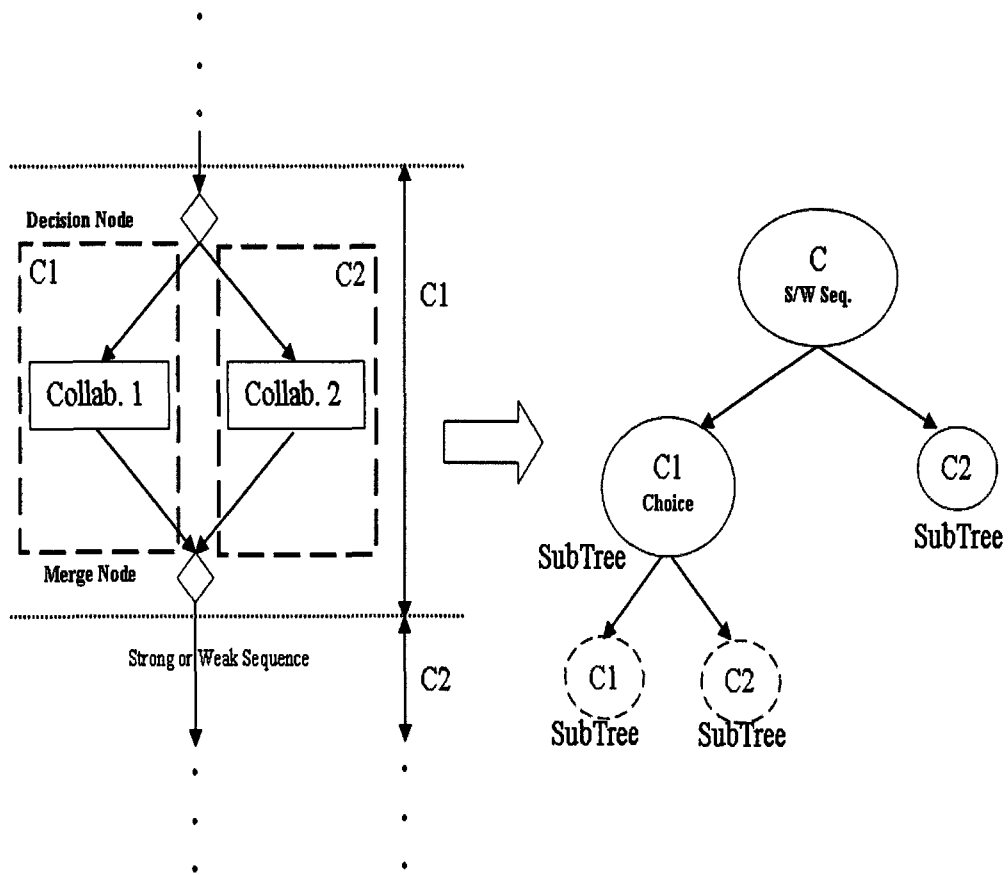 Decision Node
C1
C2
C1
Collab. 1
Collab. 2
Merge Node
Strong or Weak Sequence
C2
C
S/W Seq.
C1
Choice
SubTree
C2
SubTree
C1
SubTree
C2
SubTree